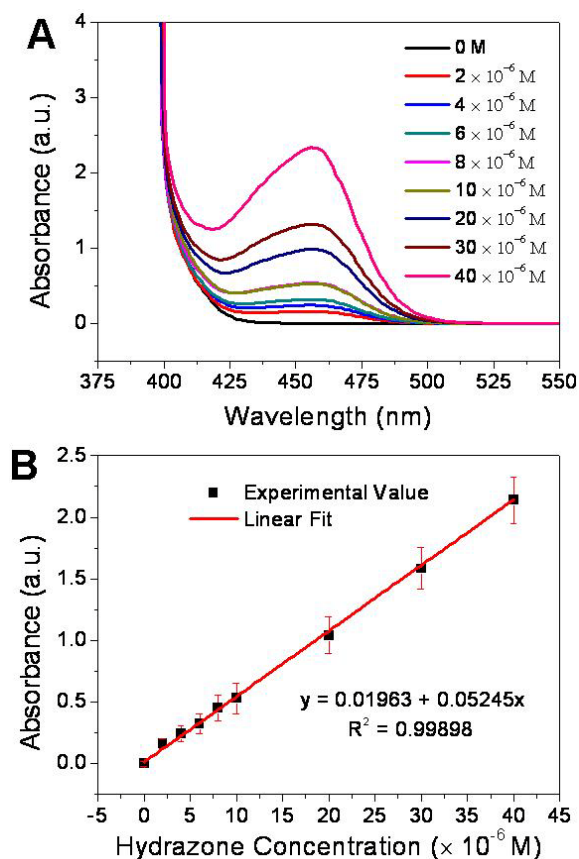 A
4
3
2
1
0
Absorbance (a.u.)
0 M
2 × 10⁻⁶ M
4 × 10⁻⁶ M
6 × 10⁻⁶ M
8 × 10⁻⁶ M
10 × 10⁻⁶ M
20 × 10⁻⁶ M
30 × 10⁻⁶ M
40 × 10⁻⁶ M
375 400 425 450 475 500 525 550
Wavelength (nm)
B
2.5
2.0
1.5
1.0
0.5
0.0
Absorbance (a.u.)
Experimental Value
Linear Fit
y = 0.01963 + 0.05245x
R² = 0.99898
-5 0 5 10 15 20 25 30 35 40 45
Hydrazone Concentration (× 10⁻⁶ M)